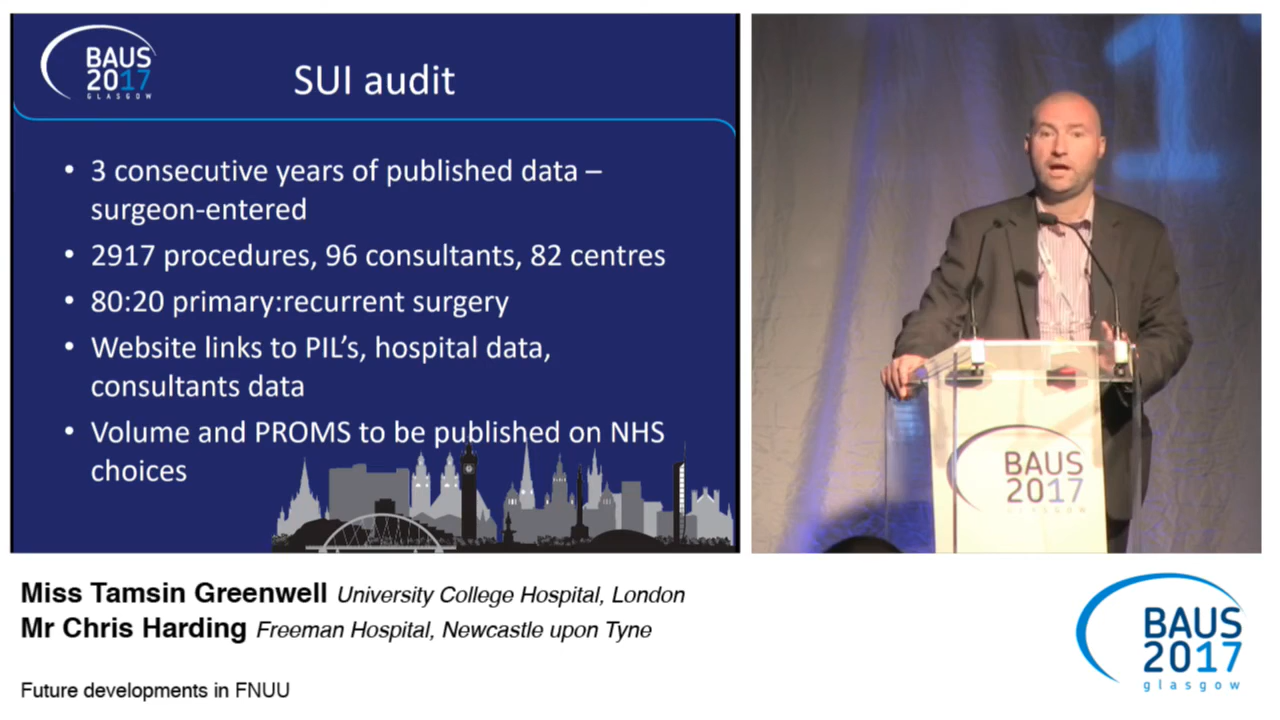 BAUS
2017
GLASGOW
SUI audit
• 3 consecutive years of published data –
surgeon-entered
• 2917 procedures, 96 consultants, 82 centres
• 80:20 primary:recurrent surgery
• Website links to PIL's, hospital data,
consultants data
• Volume and PROMS to be published on NHS
choices
1
BAUS
2017
GLASGOW
Miss Tamsin Greenwell University College Hospital, London
Mr Chris Harding Freeman Hospital, Newcastle upon Tyne
Future developments in FNUU
BAUS
2017
glasgow